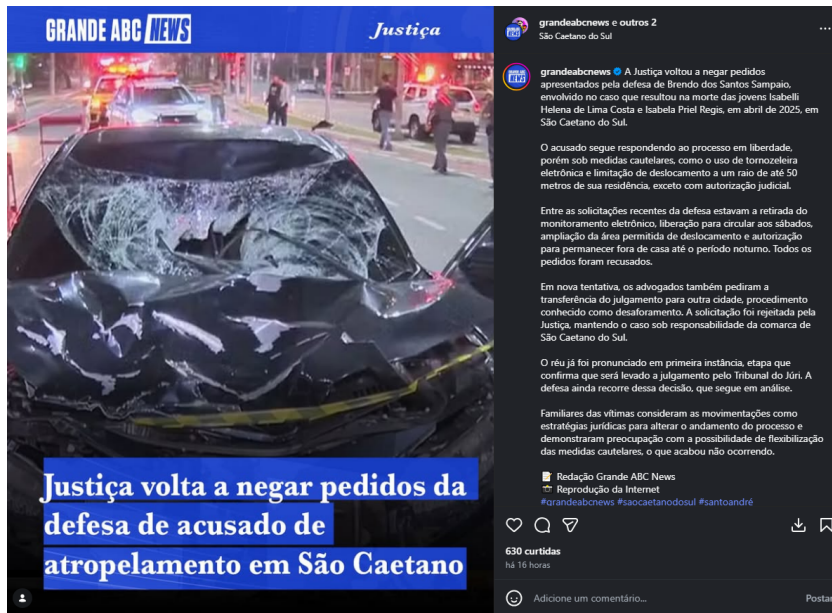 GRANDE ABC NEWS
Justiça
Justiça volta a negar pedidos da
defesa de acusado de
atropelamento em São Caetano
grandeabcnews e outros 2
São Caetano do Sul
grandeabcnews A Justiça voltou a negar pedidos
apresentados pela defesa de Brendo dos Santos Sampaio,
envolvido no caso que resultou na morte das jovens Isabelli
Helena de Lima Costa e Isabela Priel Regis, em abril de 2025, em
São Caetano do Sul.
O acusado segue respondendo ao processo em liberdade,
porém sob medidas cautelares, como o uso de tornozeleira
eletrônica e limitação de deslocamento a um raio de até 50
metros de sua residência, exceto com autorização judicial.
Entre as solicitações recentes da defesa estavam a retirada do
monitoramento eletrônico, liberação para circular aos sábados,
ampliação da área permitida de deslocamento e autorização
para permanecer fora de casa até o período noturno. Todos os
pedidos foram recusados.
Em nova tentativa, os advogados também pediram a
transferência do julgamento para outra cidade, procedimento
conhecido como desaforamento. A solicitação foi rejeitada pela
Justiça, mantendo o caso sob responsabilidade da comarca de
São Caetano do Sul.
O réu já foi pronunciado em primeira instância, etapa que
confirma que será levado a julgamento pelo Tribunal do Júri. A
defesa ainda recorre dessa decisão, que segue em análise.
Familiares das vítimas consideram as movimentações como
estratégias jurídicas para alterar o andamento do processo e
demonstraram preocupação com a possibilidade de flexibilização
das medidas cautelares, o que acabou não ocorrendo.
Redação Grande ABC News
Reprodução da Internet
#grandeabcnews #saocaetanodosul #santoandré
630 curtidas
há 16 horas
Adicione um comentário...
Postar